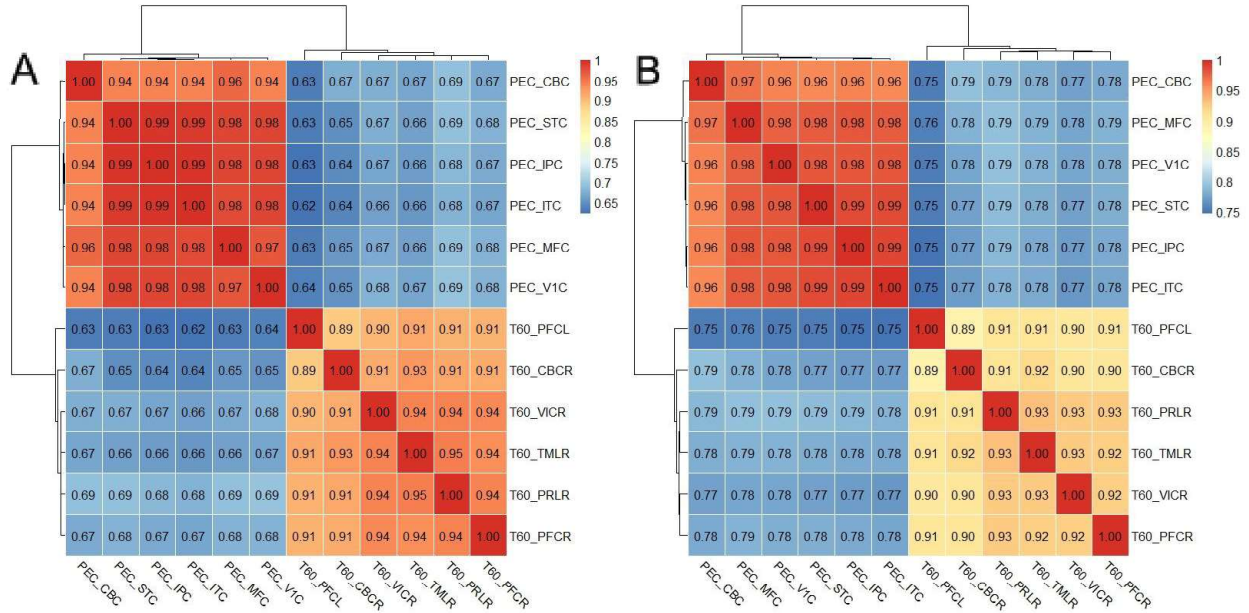 A
1.00 0.94 0.94 0.94 0.96 0.94 0.63 0.67 0.67 0.67 0.69 0.67 PEC_CBC
0.94 1.00 0.99 0.99 0.98 0.98 0.63 0.65 0.67 0.66 0.69 0.68 PEC_STC
0.94 0.99 1.00 0.99 0.98 0.98 0.63 0.64 0.67 0.66 0.68 0.67 PEC_IPC
0.94 0.99 0.99 1.00 0.98 0.98 0.62 0.64 0.66 0.66 0.68 0.67 PEC_ITC
0.96 0.98 0.98 0.98 1.00 0.97 0.63 0.65 0.67 0.66 0.69 0.68 PEC_MFC
0.94 0.98 0.98 0.98 0.97 1.00 0.64 0.65 0.68 0.67 0.69 0.68 PEC_V1C
0.63 0.63 0.63 0.62 0.63 0.64 1.00 0.89 0.90 0.91 0.91 0.91 T60_PFCL
0.67 0.65 0.64 0.64 0.65 0.65 0.89 1.00 0.91 0.93 0.91 0.91 T60_CBCR
0.67 0.67 0.67 0.66 0.67 0.68 0.90 0.91 1.00 0.94 0.94 0.94 T60_VICR
0.67 0.66 0.66 0.66 0.66 0.67 0.91 0.93 0.94 1.00 0.95 0.94 T60_TMLR
0.69 0.69 0.68 0.68 0.69 0.69 0.91 0.91 0.94 0.95 1.00 0.94 T60_PRLR
0.67 0.68 0.67 0.67 0.68 0.68 0.91 0.91 0.94 0.94 0.94 1.00 T60_PFCR
PEC_CBC PEC_STC PEC_IPC PEC_ITC PEC_MFC PEC_V1C T60_PFCL T60_CBCR T60_VICR T60_TMLR T60_PRLR T60_PFCR
1
0.95
0.9
0.85
0.8
0.75
0.7
0.65
B
1.00 0.97 0.96 0.96 0.96 0.96 0.75 0.79 0.79 0.78 0.77 0.78 PEC_CBC
0.97 1.00 0.98 0.98 0.98 0.98 0.76 0.78 0.79 0.79 0.78 0.79 PEC_MFC
0.96 0.98 1.00 0.98 0.98 0.98 0.75 0.78 0.79 0.78 0.78 0.78 PEC_V1C
0.96 0.98 0.98 1.00 0.99 0.99 0.75 0.77 0.79 0.78 0.77 0.78 PEC_STC
0.96 0.98 0.98 0.99 1.00 0.99 0.75 0.77 0.79 0.78 0.77 0.78 PEC_IPC
0.96 0.98 0.98 0.99 0.99 1.00 0.75 0.77 0.78 0.78 0.77 0.78 PEC_ITC
0.75 0.76 0.75 0.75 0.75 0.75 1.00 0.89 0.91 0.91 0.90 0.91 T60_PFCL
0.79 0.78 0.78 0.77 0.77 0.77 0.89 1.00 0.91 0.92 0.90 0.90 T60_CBCR
0.79 0.79 0.79 0.79 0.79 0.78 0.91 0.91 1.00 0.93 0.93 0.93 T60_PRLR
0.78 0.79 0.78 0.78 0.78 0.78 0.91 0.92 0.93 1.00 0.93 0.92 T60_TMLR
0.77 0.78 0.78 0.77 0.77 0.77 0.90 0.90 0.93 0.93 1.00 0.92 T60_VICR
0.78 0.79 0.78 0.78 0.78 0.78 0.91 0.90 0.93 0.92 0.92 1.00 T60_PFCR
PEC_CBC PEC_MFC PEC_V1C PEC_STC PEC_IPC PEC_ITC T60_PFCL T60_CBCR T60_PRLR T60_TMLR T60_VICR T60_PFCR
1
0.95
0.9
0.85
0.8
0.75